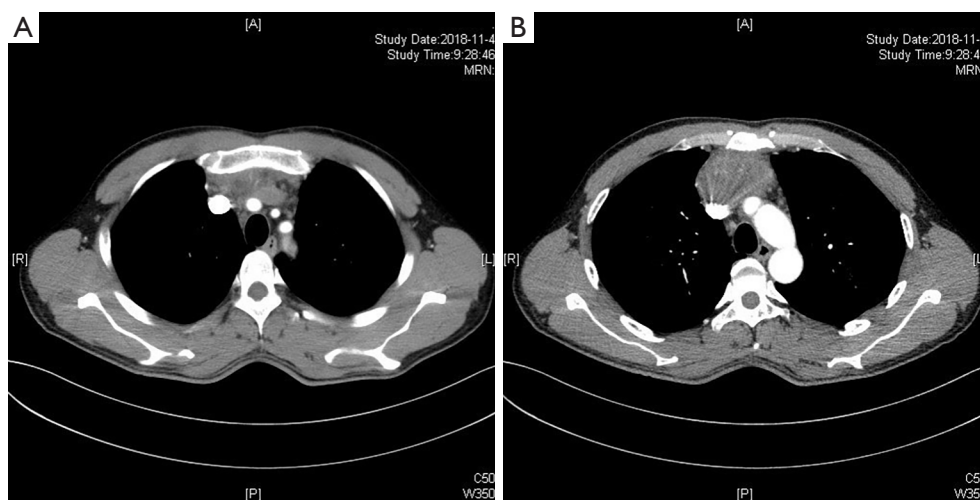 A
[A]
Study Date:2018-11-4
Study Time:9:28:46
MRN:
[R]
[L]
[P]
C50
W350
B
[A]
Study Date:2018-11-
Study Time:9:28:4
MRN
[R]
[L
[P]
C5
W35